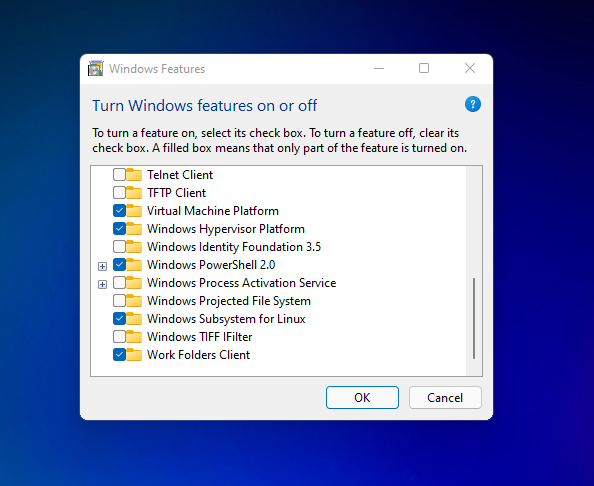 Windows Features
Turn Windows features on or off
?
To turn a feature on, select its check box. To turn a feature off, clear its
check box. A filled box means that only part of the feature is turned on.
Telnet Client
TFTP Client
Virtual Machine Platform
Windows Hypervisor Platform
Windows Identity Foundation 3.5
Windows PowerShell 2.0
Windows Process Activation Service
Windows Projected File System
Windows Subsystem for Linux
Windows TIFF IFilter
Work Folders Client
OK Cancel